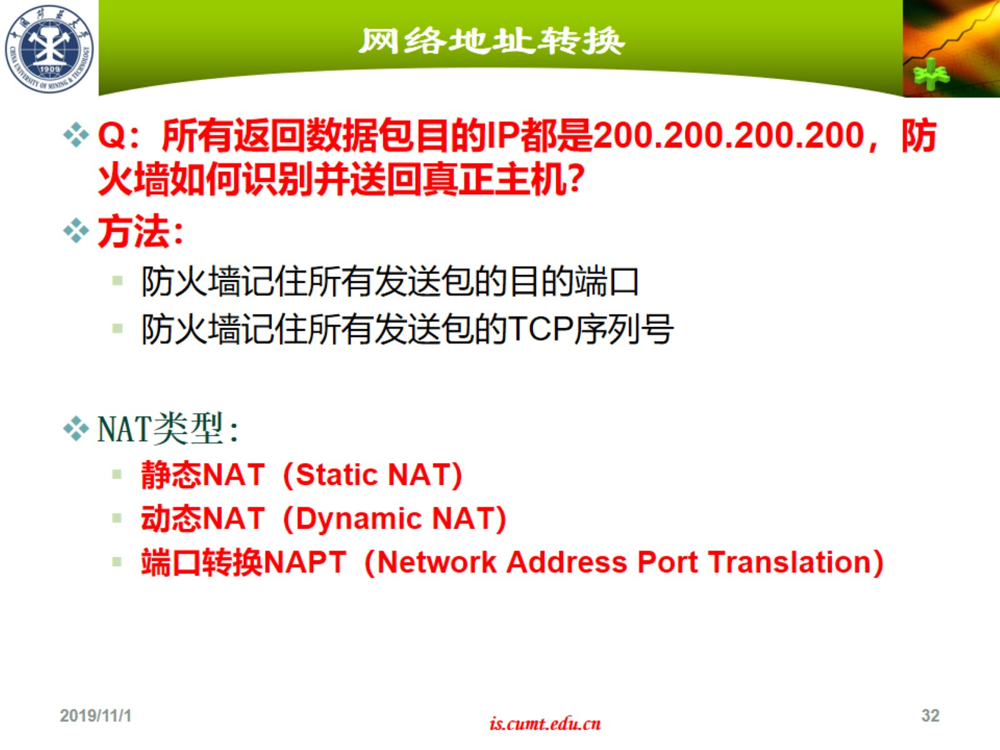 中国矿业大学
CHINA UNIVERSITY OF MINING & TECHNOLOGY
1909
网络地址转换
Q：所有返回数据包目的IP都是200.200.200.200，防
火墙如何识别并送回真正主机？
方法：
防火墙记住所有发送包的目的端口
防火墙记住所有发送包的TCP序列号
NAT类型：
静态NAT（Static NAT）
动态NAT（Dynamic NAT）
端口转换NAPT（Network Address Port Translation）
2019/11/1
is.cumt.edu.cn
32